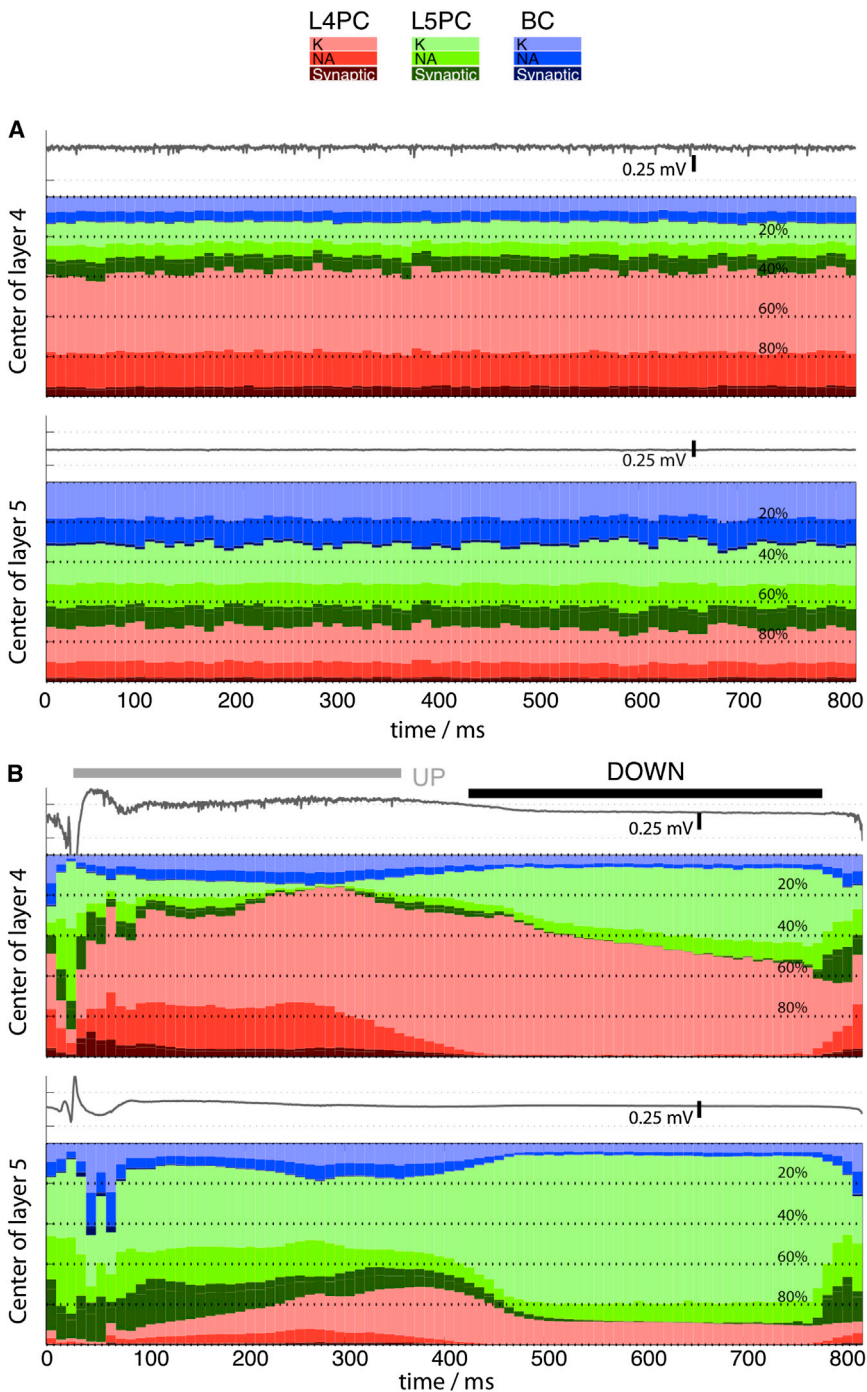 L4PC L5PC BC
K K K
NA NA NA
Synaptic Synaptic Synaptic
A
0.25 mV
Center of layer 4
20%
40%
60%
80%
0.25 mV
Center of layer 5
20%
40%
60%
80%
0 100 200 300 400 500 600 700 800
time / ms
B
UP DOWN
0.25 mV
Center of layer 4
20%
40%
60%
80%
0.25 mV
Center of layer 5
20%
40%
60%
80%
0 100 200 300 400 500 600 700 800
time / ms